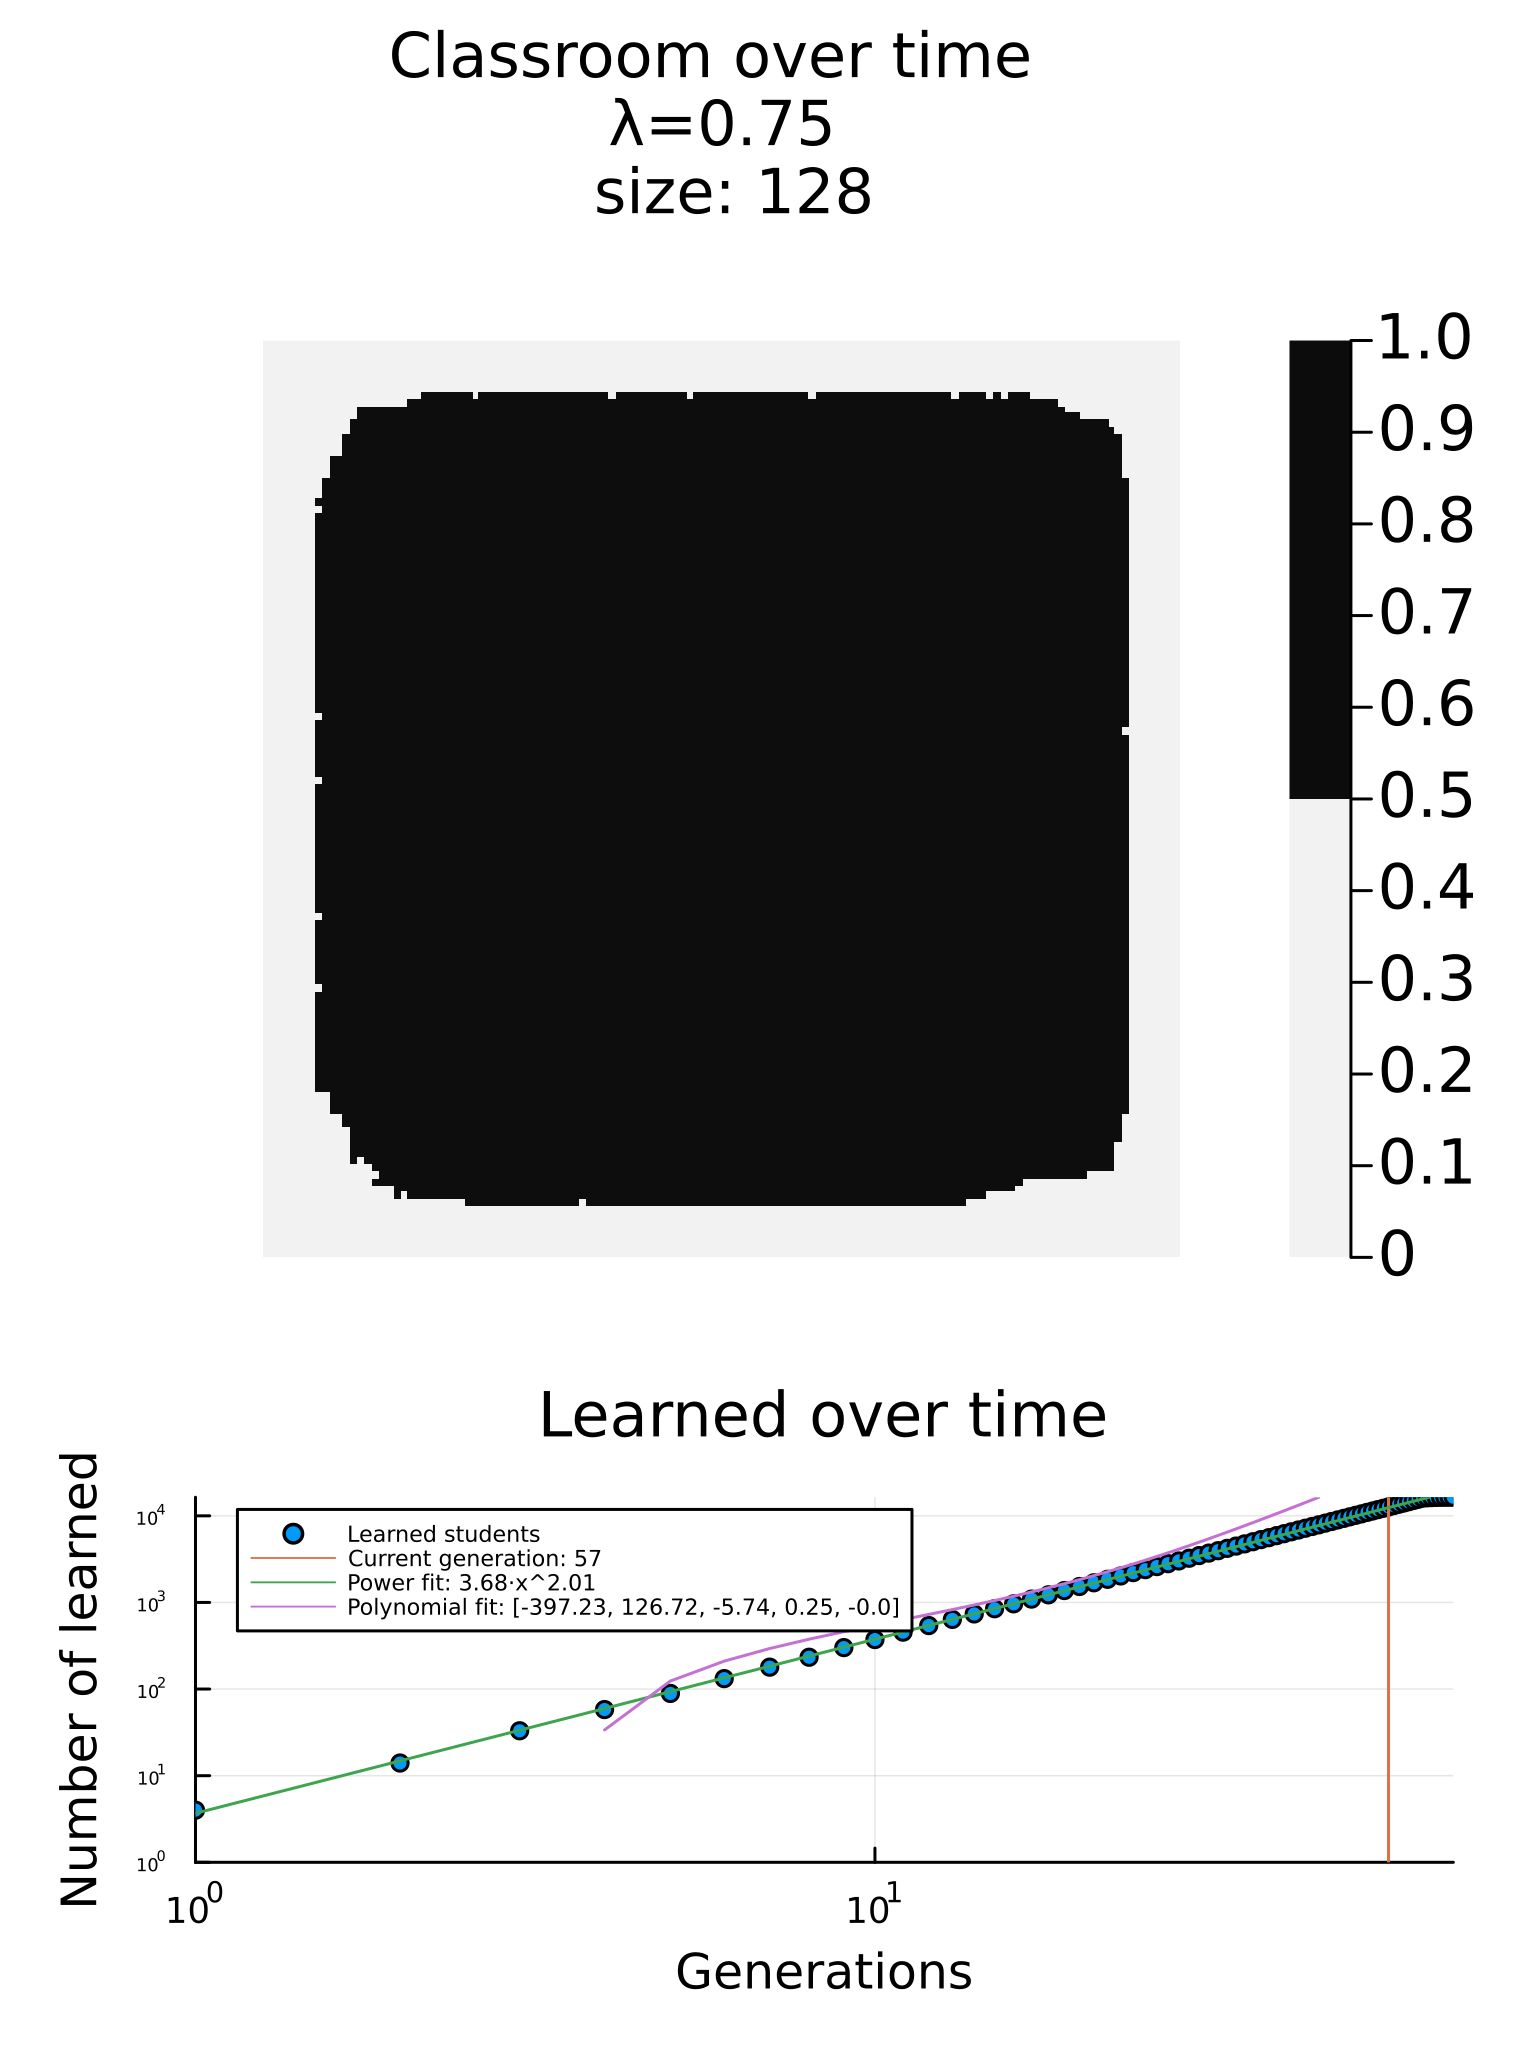 Classroom over time
λ=0.75
size: 128
1.0
0.9
0.8
0.7
0.6
0.5
0.4
0.3
0.2
0.1
0
Learned over time
Number of learned
10^4
10^3
10^2
10^1
10^0
Learned students
Current generation: 57
Power fit: 3.68·x^2.01
Polynomial fit: [-397.23, 126.72, -5.74, 0.25, -0.0]
10^0
10^1
Generations